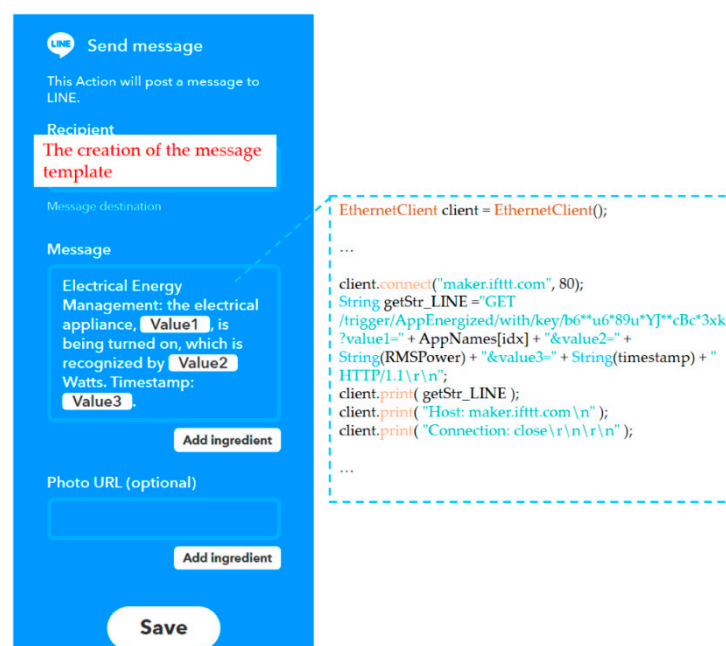 LINE Send message
This Action will post a message to
LINE.
Recipient
The creation of the message
template
Message destination
Message
Electrical Energy
Management: the electrical
appliance, Value1 , is
being turned on, which is
recognized by Value2
Watts. Timestamp:
Value3 .
Add ingredient
Photo URL (optional)
Add ingredient
Save
EthernetClient client = EthernetClient();
...
client.connect("maker.ifttt.com", 80);
String getStr_LINE ="GET
/trigger/AppEnergized/with/key/b6**u6*89u*YJ**cBc*3xk
?value1=" + AppNames[idx] + "&value2=" +
String(RMSPower) + "&value3=" + String(timestamp) + "
HTTP/1.1\r\n";
client.print( getStr_LINE );
client.print( "Host: maker.ifttt.com\n" );
client.print( "Connection: close\r\n\r\n" );
...